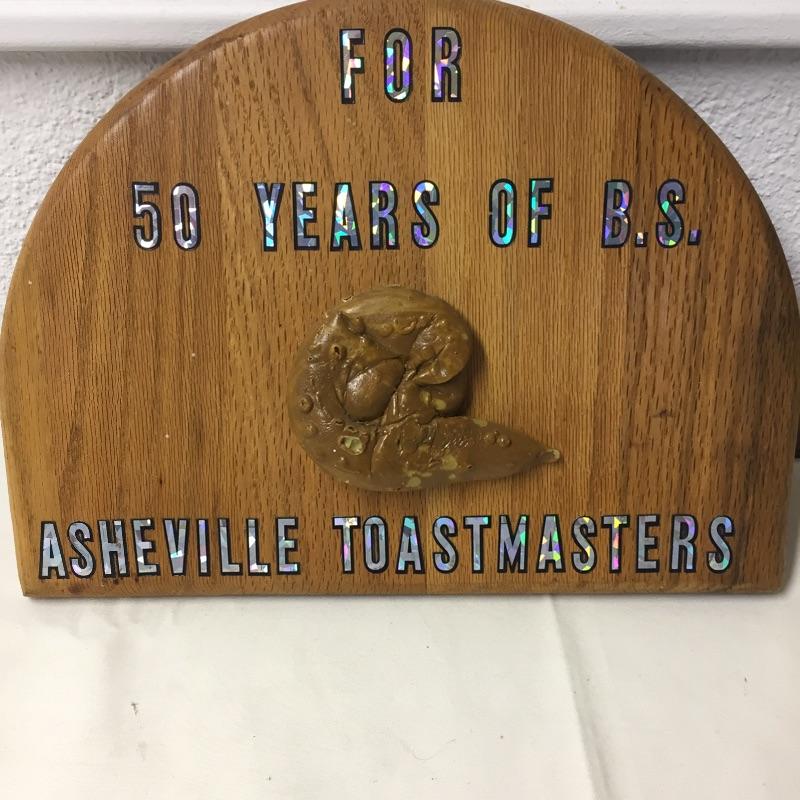 FOR
50 YEARS OF B.S.
ASHEVILLE TOASTMASTERS